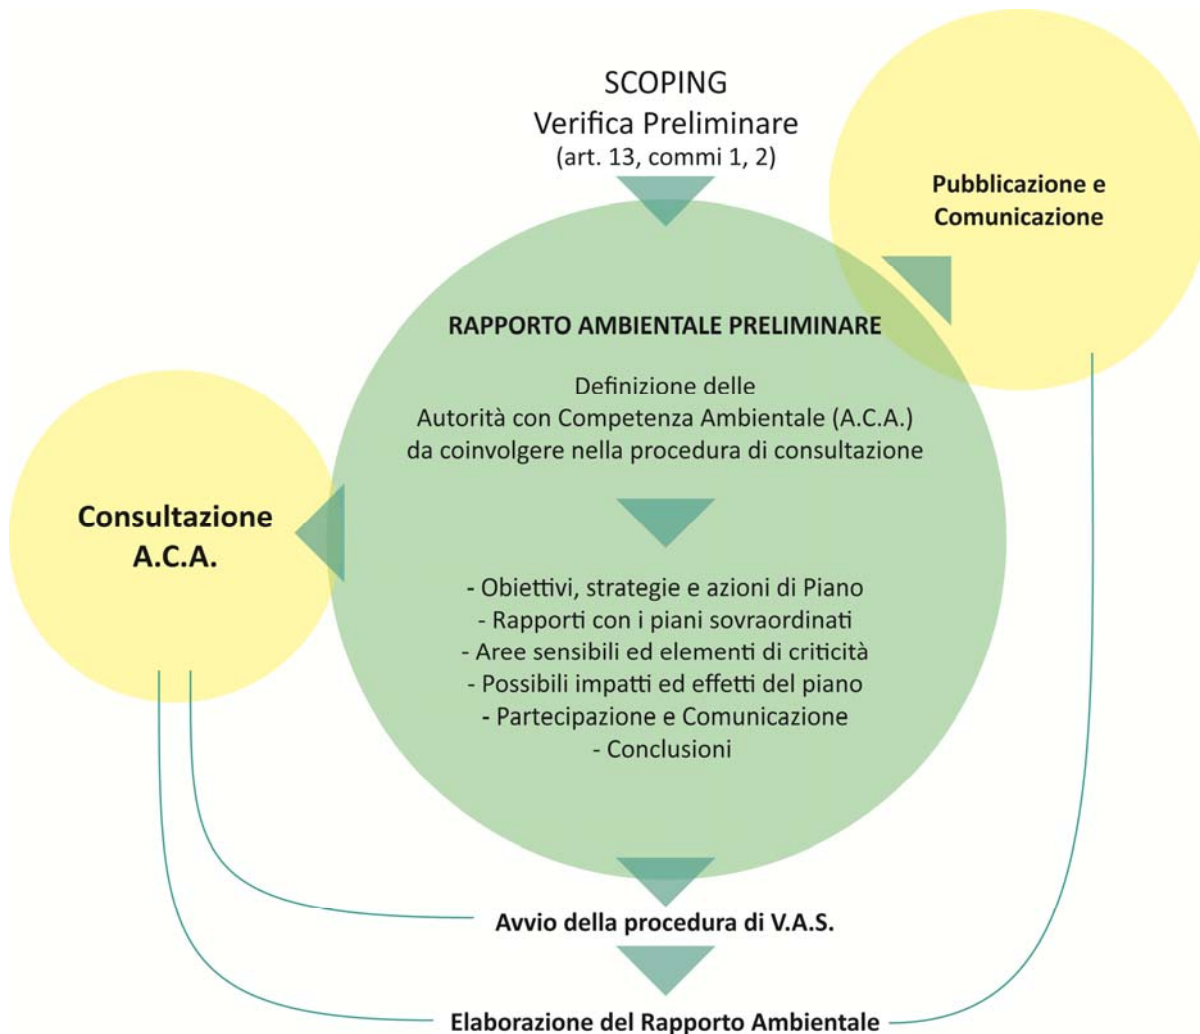 SCOPING
Verifica Preliminare
(art. 13, commi 1, 2)
Pubblicazione e
Comunicazione
RAPPORTO AMBIENTALE PRELIMINARE
Definizione delle
Autorità con Competenza Ambientale (A.C.A.)
da coinvolgere nella procedura di consultazione
Consultazione
A.C.A.
- Obiettivi, strategie e azioni di Piano
- Rapporti con i piani sovraordinati
- Aree sensibili ed elementi di criticità
- Possibili impatti ed effetti del piano
- Partecipazione e Comunicazione
- Conclusioni
Avvio della procedura di V.A.S.
Elaborazione del Rapporto Ambientale